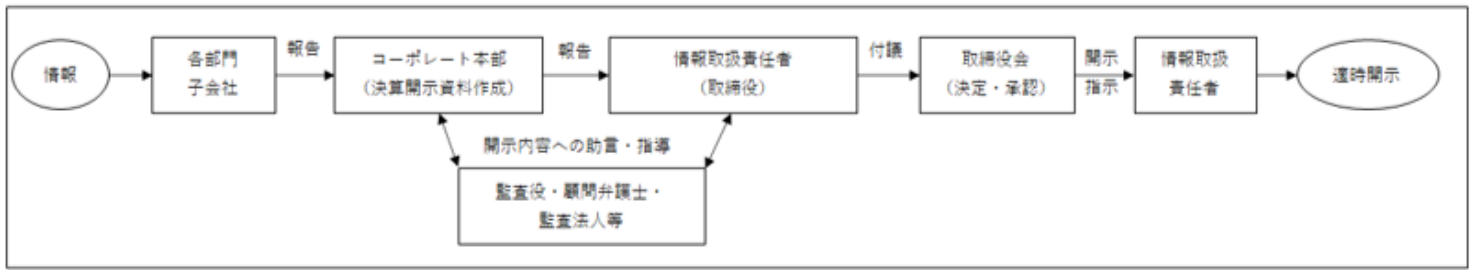 情報
各部門
子会社
報告
コーポレート本部
(決算開示資料作成)
報告
情報取扱責任者
(取締役)
付議
取締役会
(決定・承認)
開示
指示
情報取扱
責任者
適時開示
開示内容への助言・指導
監査役・顧問弁護士・
監査法人等